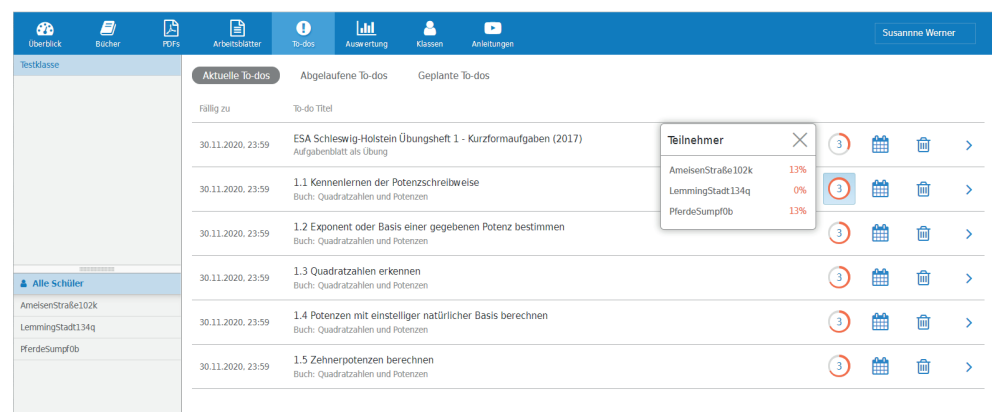 Überblick Bücher PDFs Arbeitsblätter To-dos Auswertung Klassen Anleitungen Susannne Werner
Testklasse
Aktuelle To-dos Abgelaufene To-dos Geplante To-dos
Fällig zu To-do Titel
30.11.2020, 23:59 ESA Schleswig-Holstein Übungsheft 1 - Kurzformaufgaben (2017) 3
Aufgabenblatt als Übung
Teilnehmer
AmeisenStraße102k 13%
LemmingStadt134q 0%
PferdeSumpf0b 13%
30.11.2020, 23:59 1.1 Kennenlernen der Potenzschreibweise 3
Buch: Quadratzahlen und Potenzen
30.11.2020, 23:59 1.2 Exponent oder Basis einer gegebenen Potenz bestimmen 3
Buch: Quadratzahlen und Potenzen
30.11.2020, 23:59 1.3 Quadratzahlen erkennen 3
Buch: Quadratzahlen und Potenzen
30.11.2020, 23:59 1.4 Potenzen mit einstelliger natürlicher Basis berechnen 3
Buch: Quadratzahlen und Potenzen
30.11.2020, 23:59 1.5 Zehnerpotenzen berechnen 3
Buch: Quadratzahlen und Potenzen
Alle Schüler
AmeisenStraße102k
LemmingStadt134q
PferdeSumpf0b